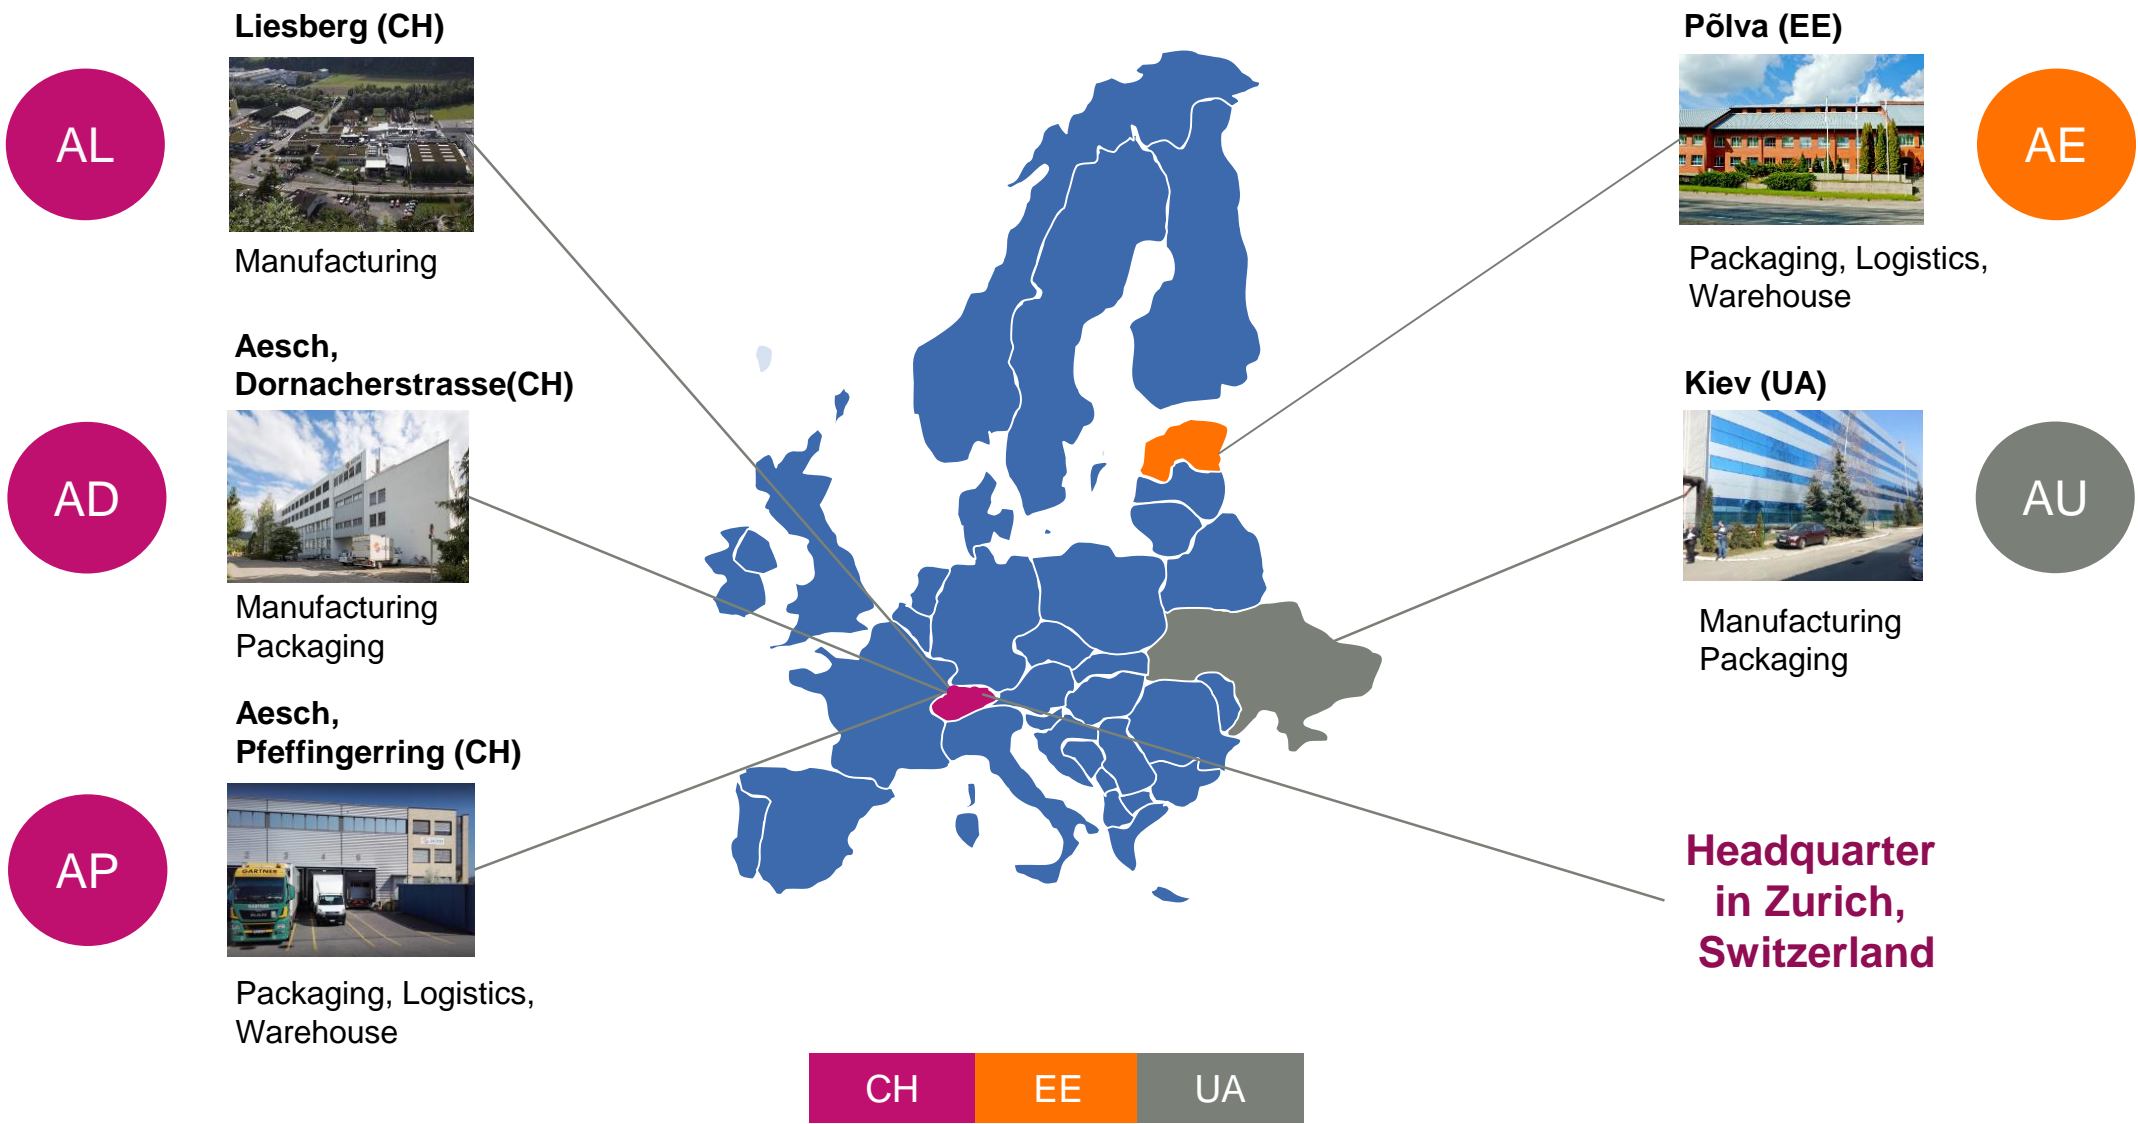 Liesberg (CH)
AL
Manufacturing
Aesch,
Dornacherstrasse(CH)
AD
Manufacturing
Packaging
Aesch,
Pfeffingerring (CH)
AP
GARTNER
Packaging, Logistics,
Warehouse
Põlva (EE)
AE
Packaging, Logistics,
Warehouse
Kiev (UA)
AU
Manufacturing
Packaging
Headquarter
in Zurich,
Switzerland
CH
EE
UA